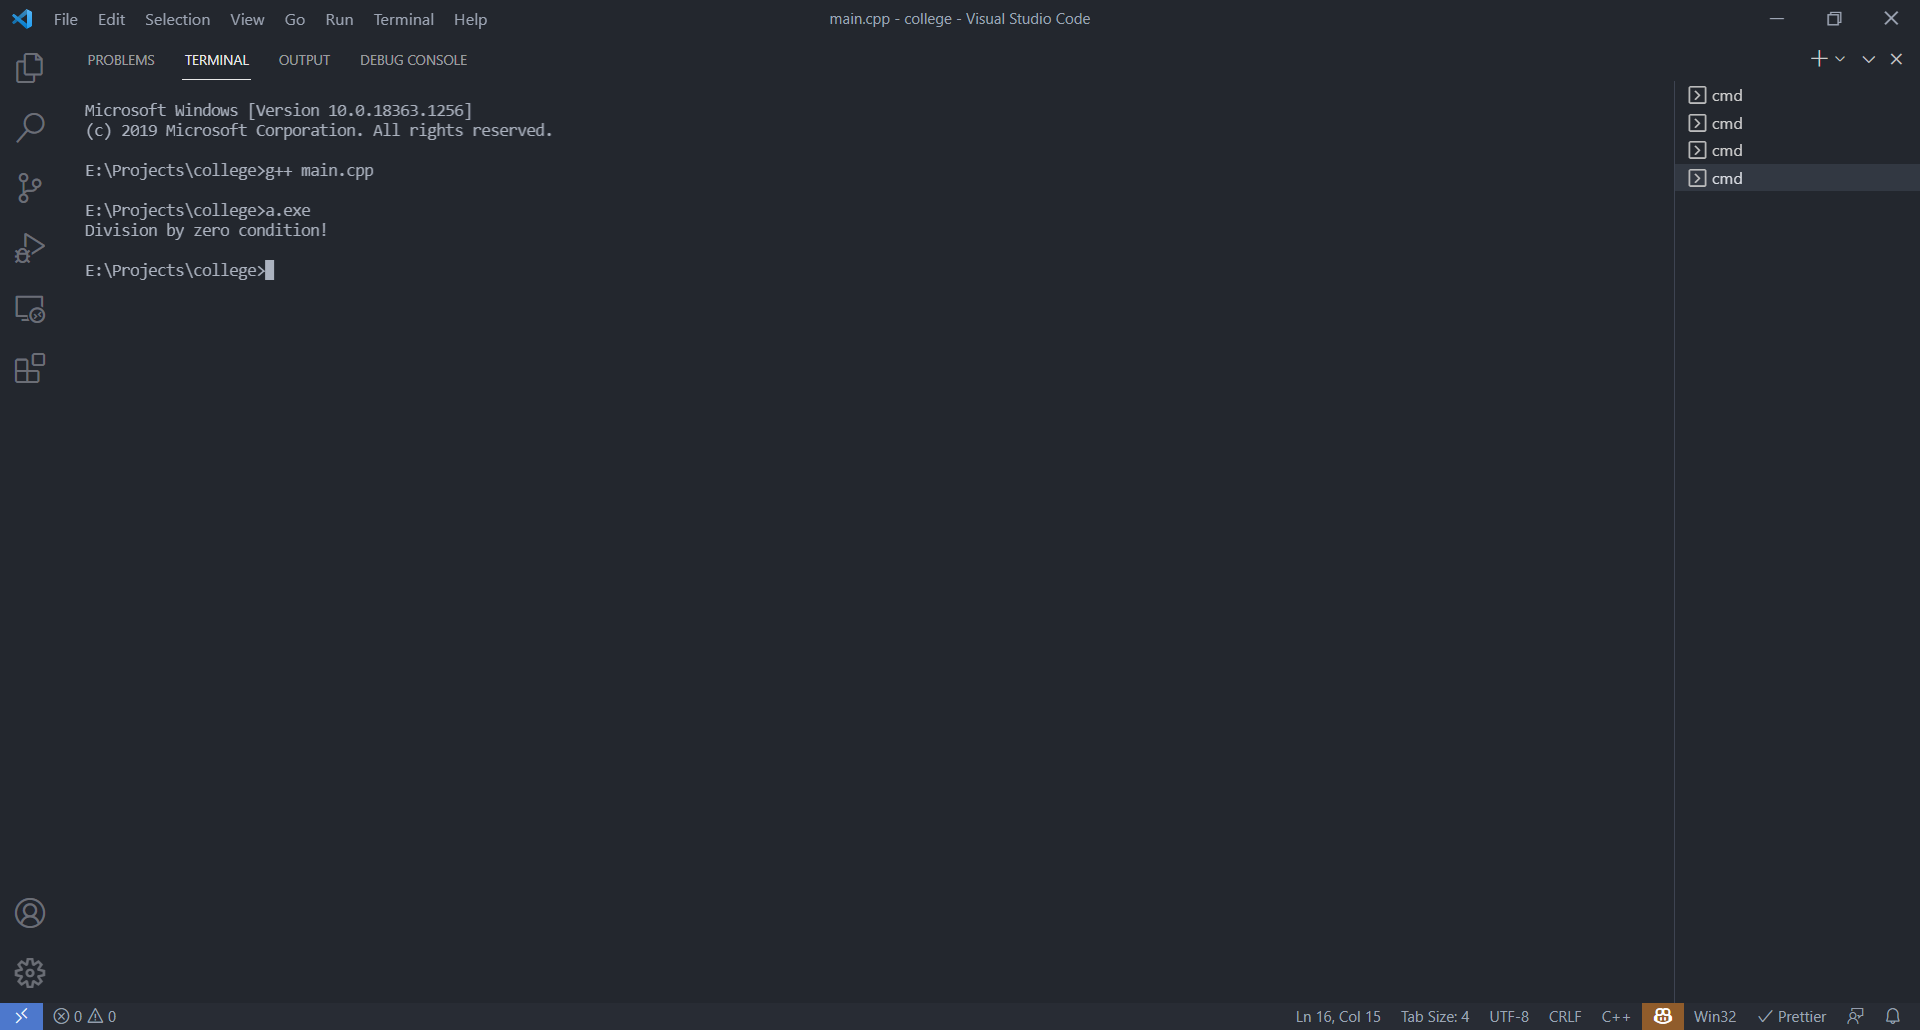 File Edit Selection View Go Run Terminal Help
main.cpp - college - Visual Studio Code
PROBLEMS TERMINAL OUTPUT DEBUG CONSOLE
Microsoft Windows [Version 10.0.18363.1256]
(c) 2019 Microsoft Corporation. All rights reserved.
E:\Projects\college>g++ main.cpp
E:\Projects\college>a.exe
Division by zero condition!
E:\Projects\college>
cmd
cmd
cmd
cmd
0 0
Ln 16, Col 15 Tab Size: 4 UTF-8 CRLF C++ Win32 Prettier